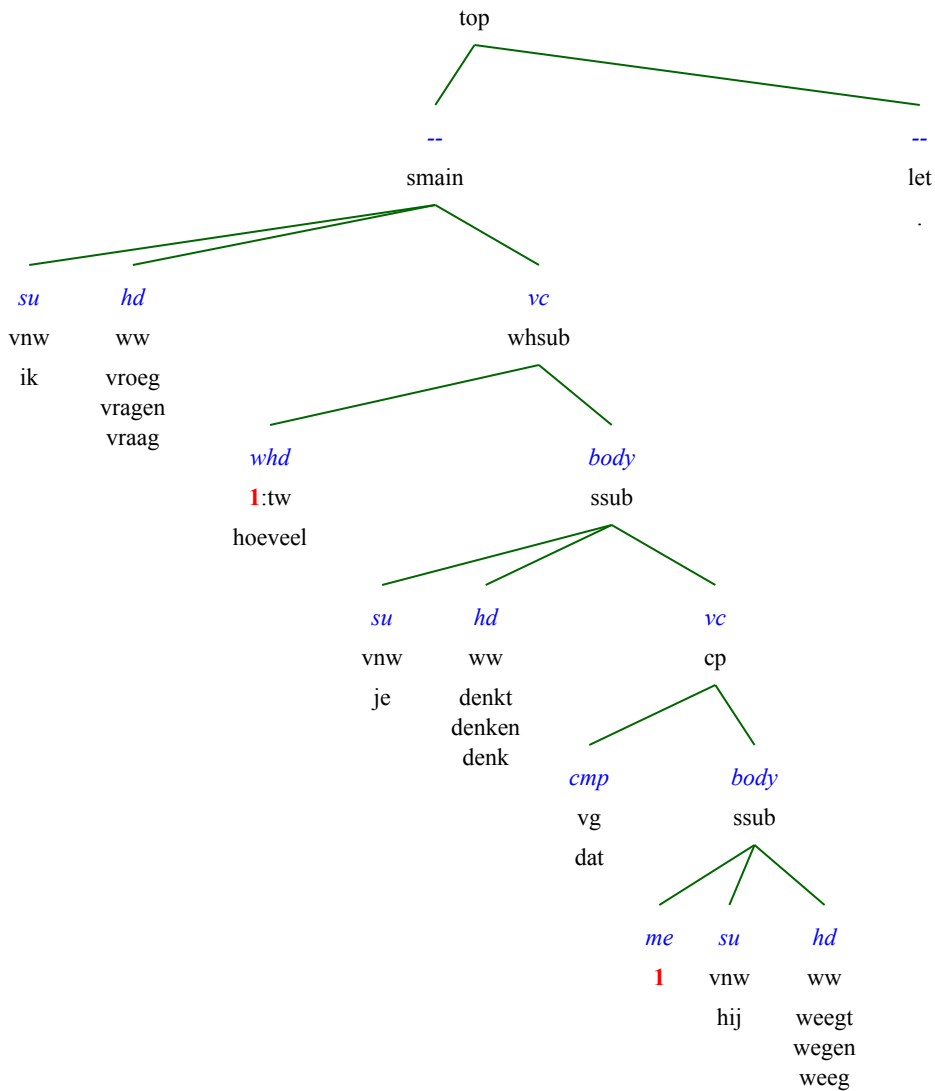 top
-- --
smain let
.
su hd vc
vnw ww whsub
ik vroeg
vragen
vraag
whd body
1:tw ssub
hoeveel
su hd vc
vnw ww cp
je denkt
denken
denk
cmp body
vg ssub
dat
me su hd
1 vnw ww
hij weegt
wegen
weeg